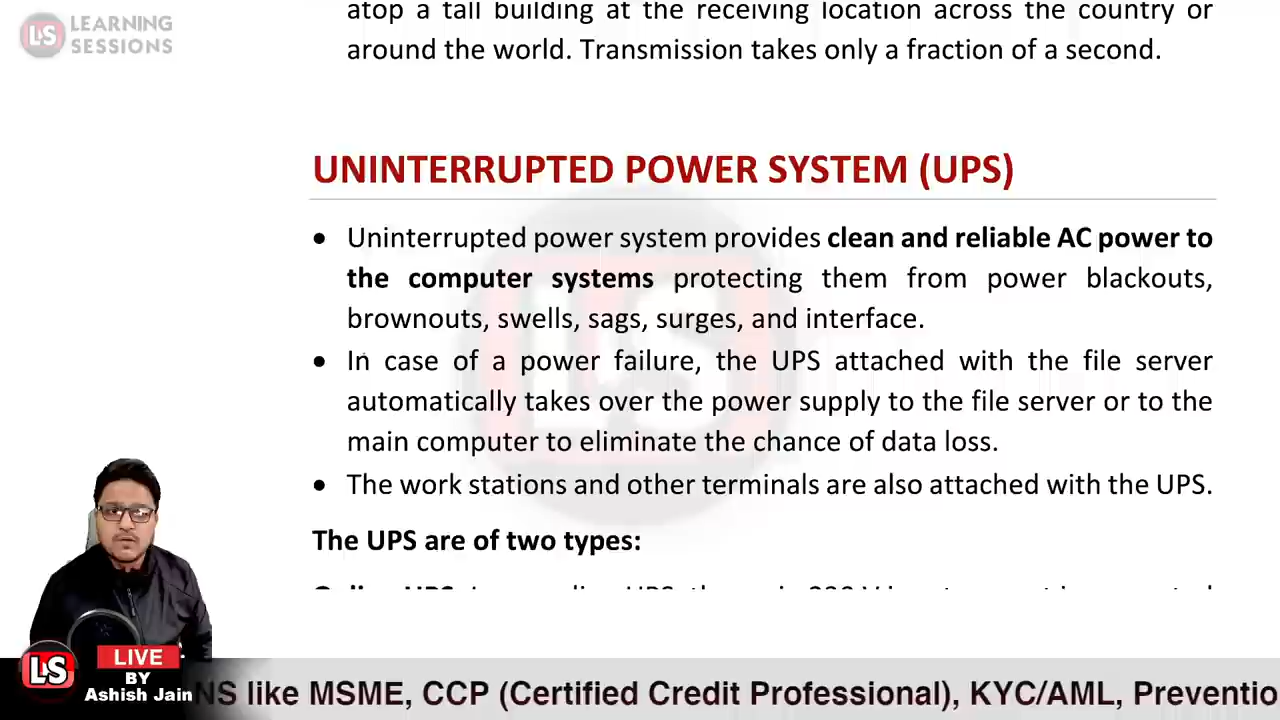 LS LEARNING
SESSIONS
atop a tall building at the receiving location across the country or
around the world. Transmission takes only a fraction of a second.
UNINTERRUPTED POWER SYSTEM (UPS)
• Uninterrupted power system provides clean and reliable AC power to
the computer systems protecting them from power blackouts,
brownouts, swells, sags, surges, and interface.
• In case of a power failure, the UPS attached with the file server
automatically takes over the power supply to the file server or to the
main computer to eliminate the chance of data loss.
• The work stations and other terminals are also attached with the UPS.
The UPS are of two types:
LS
LIVE
BY
Ashish Jain
NS like MSME, CCP (Certified Credit Professional), KYC/AML, Preventio